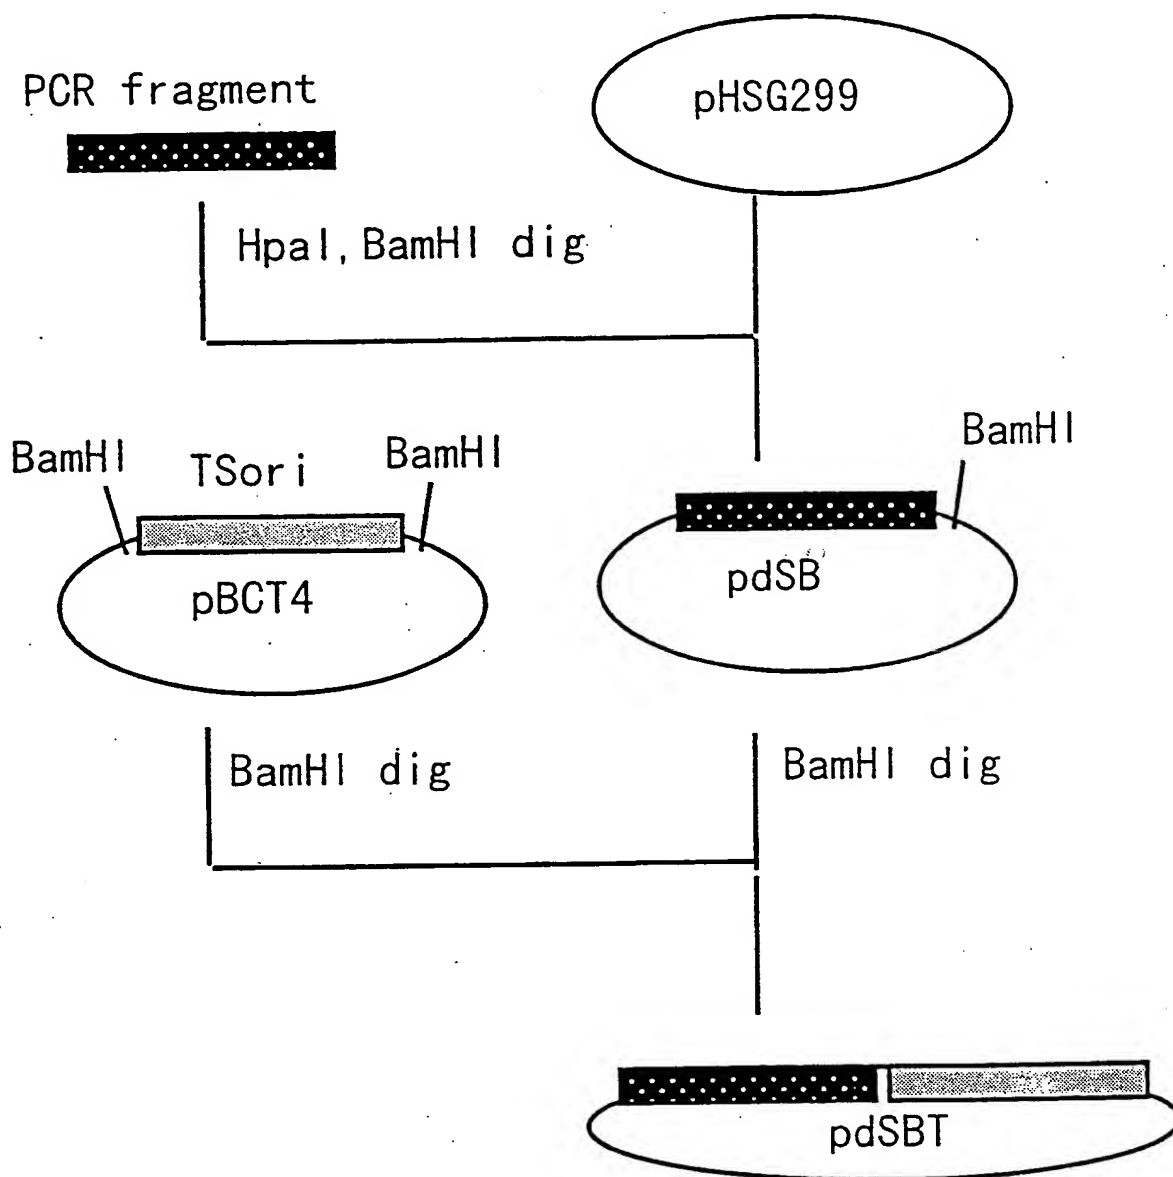 PCR fragment
pHSG299
HpaI, BamHI dig
BamHI
TSori
BamHI
BamHI
pBCT4
pdSB
BamHI dig
BamHI dig
pdSBT